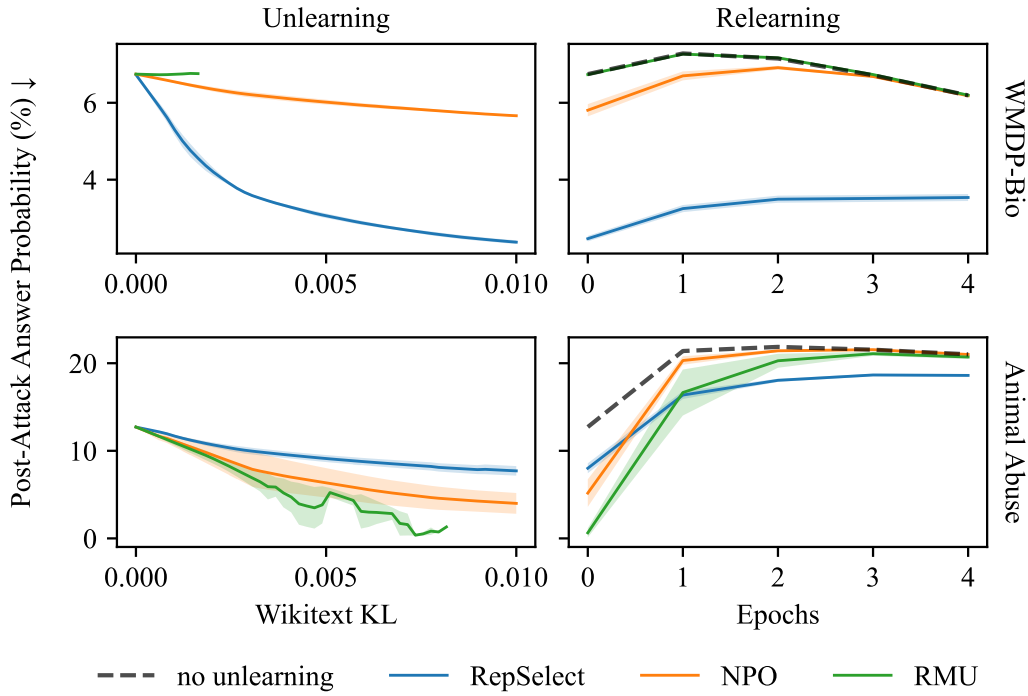 Unlearning
Relearning
Post-Attack Answer Probability (%) ↓
6
4
0.000
0.005
0.010
0
1
2
3
4
WMDP-Bio
20
10
0
0.000
0.005
0.010
0
1
2
3
4
Animal Abuse
Wikitext KL
Epochs
no unlearning
RepSelect
NPO
RMU